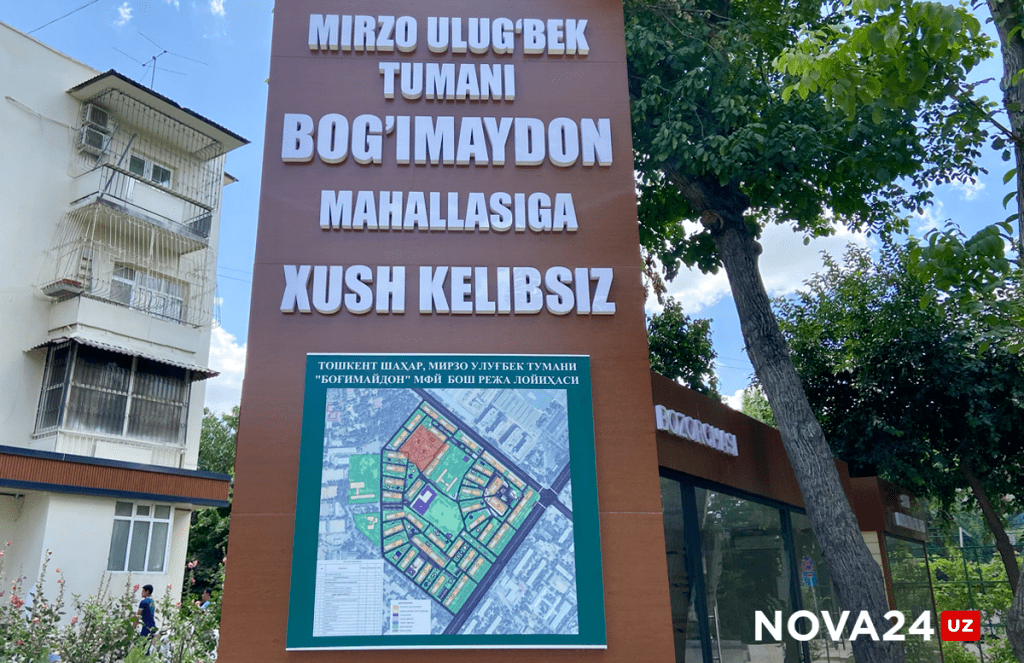 MIRZO ULUG‘BEK
TUMANI
BOG’IMAYDON
MAHALLASIGA
XUSH KELIBSIZ
ТОШКЕНТ ШАҲАР, МИРЗО УЛУҒБЕК ТУМАНИ
"БОҒИМАЙДОН" МФЙ БОШ РЕЖА ЛОЙИҲАСИ
BOZORCHASI
NOVA24 UZ